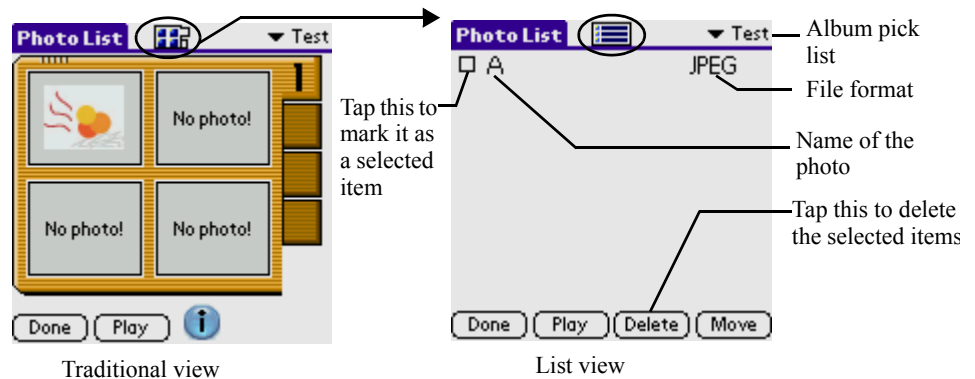 Photo List
Test
1
No photo!
No photo!
No photo!
Done
Play
i
Traditional view
Tap this to
mark it as
a selected
item
Photo List
Test
A
JPEG
Done
Play
Delete
Move
List view
Album pick
list
File format
Name of the
photo
Tap this to delete
the selected items